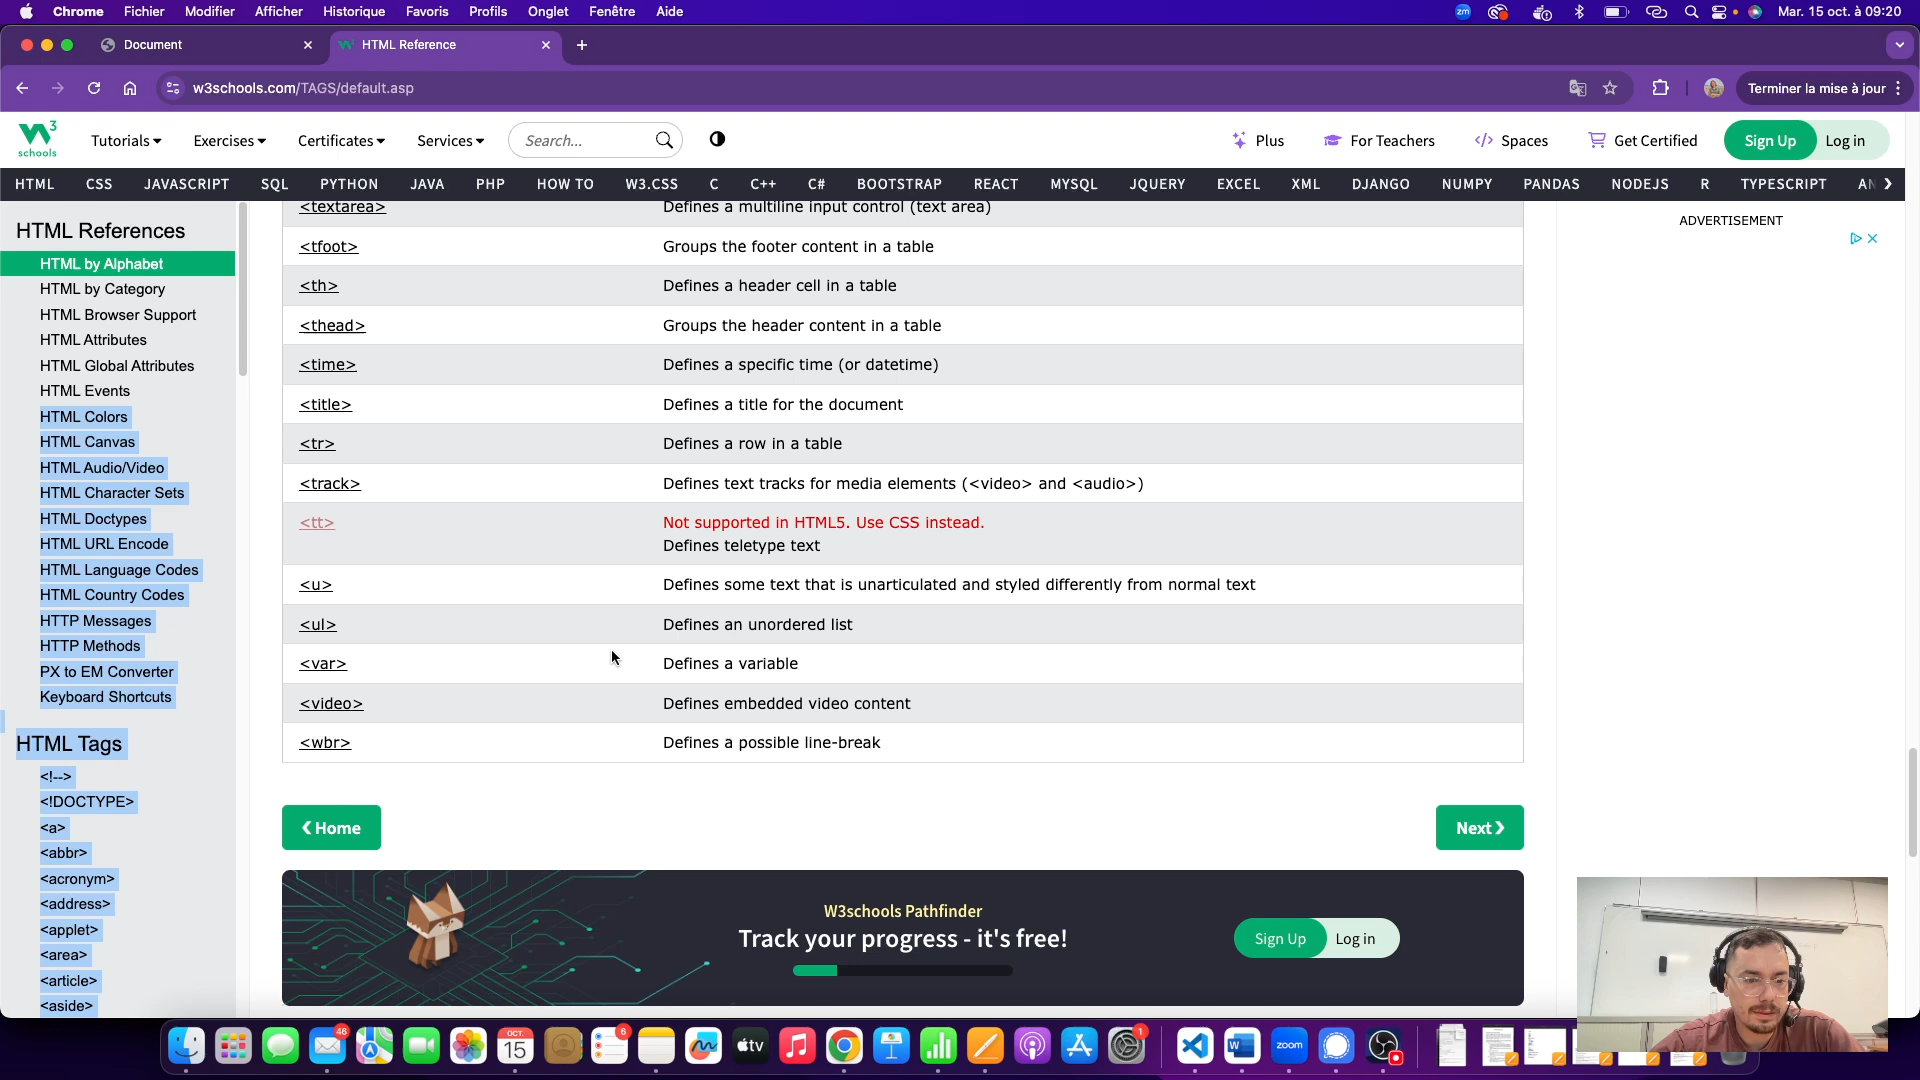 Chrome Fichier Modifier Afficher Historique Favoris Profils Onglet Fenêtre Aide
zm
Mar. 15 oct. à 09:20
Document
HTML Reference
w3schools.com/TAGS/default.asp
Terminer la mise à jour
3
schools
Tutorials
Exercises
Certificates
Services
Search...
Plus
For Teachers
Spaces
Get Certified
Sign Up
Log in
HTML CSS JAVASCRIPT SQL PYTHON JAVA PHP HOW TO W3.CSS C C++ C# BOOTSTRAP REACT MYSQL JQUERY EXCEL XML DJANGO NUMPY PANDAS NODEJS R TYPESCRIPT
HTML References
HTML by Alphabet
HTML by Category
HTML Browser Support
HTML Attributes
HTML Global Attributes
HTML Events
HTML Colors
HTML Canvas
HTML Audio/Video
HTML Character Sets
HTML Doctypes
HTML URL Encode
HTML Language Codes
HTML Country Codes
HTTP Messages
HTTP Methods
PX to EM Converter
Keyboard Shortcuts
HTML Tags
<!-->
<!DOCTYPE>
<a>
<abbr>
<acronym>
<address>
<applet>
<area>
<article>
<aside>
<textarea> Defines a multiline input control (text area)
<tfoot> Groups the footer content in a table
<th> Defines a header cell in a table
<thead> Groups the header content in a table
<time> Defines a specific time (or datetime)
<title> Defines a title for the document
<tr> Defines a row in a table
<track> Defines text tracks for media elements (<video> and <audio>)
<tt> Not supported in HTML5. Use CSS instead.
Defines teletype text
<u> Defines some text that is unarticulated and styled differently from normal text
<ul> Defines an unordered list
<var> Defines a variable
<video> Defines embedded video content
<wbr> Defines a possible line-break
❮ Home
Next ❯
W3schools Pathfinder
Track your progress - it's free!
Sign Up
Log in
ADVERTISEMENT
46
OCT.
15
6
tv
1
W
zoom